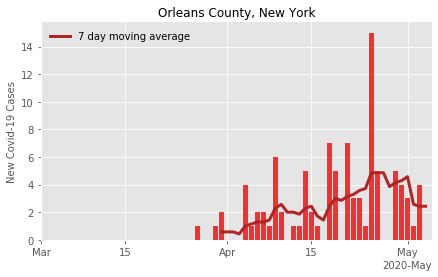 Orleans County, New York
7 day moving average
New Covid-19 Cases
14
12
10
8
6
4
2
0
Mar 15 Apr 15 May
2020-May